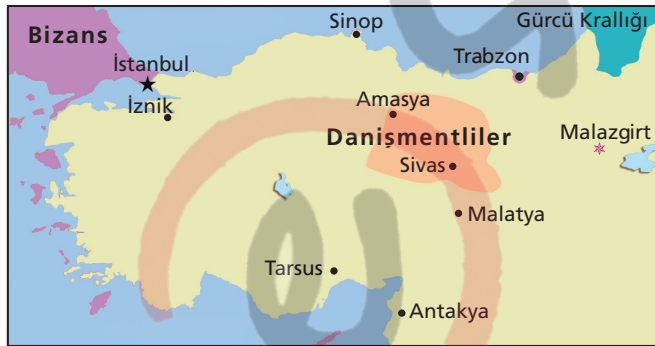 Bizans
İstanbul
İznik
Sinop
Gürcü Krallığı
Trabzon
Amasya
Danişmentliler
Sivas
Malazgirt
Malatya
Tarsus
Antakya